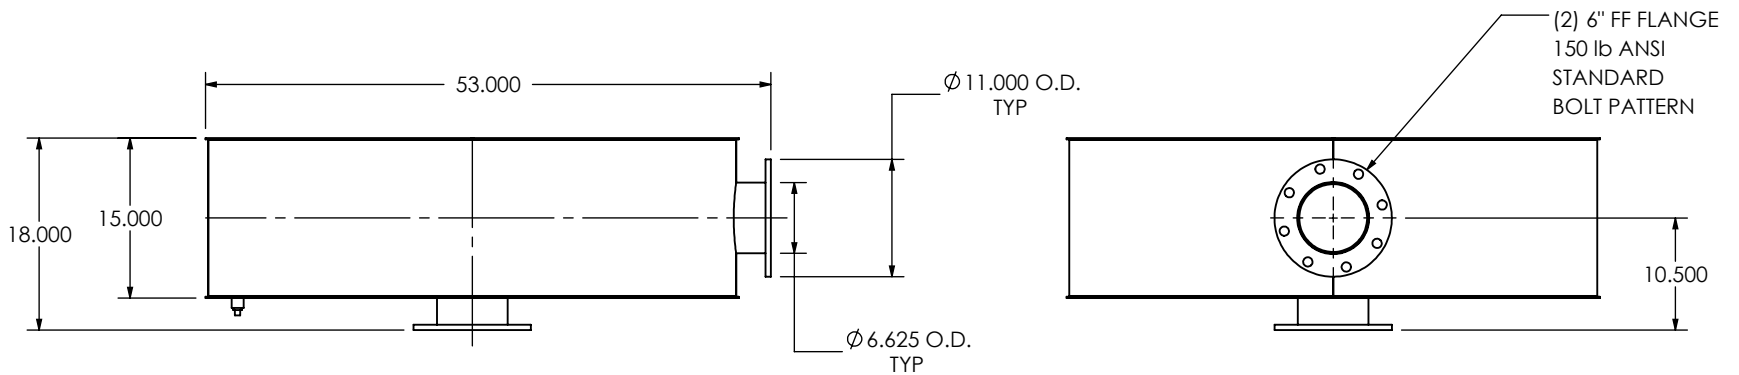 (2) 6" FF FLANGE
150 lb ANSI
STANDARD
BOLT PATTERN
53.000
Ø 11.000 O.D.
TYP
18.000
15.000
10.500
Ø 6.625 O.D.
TYP